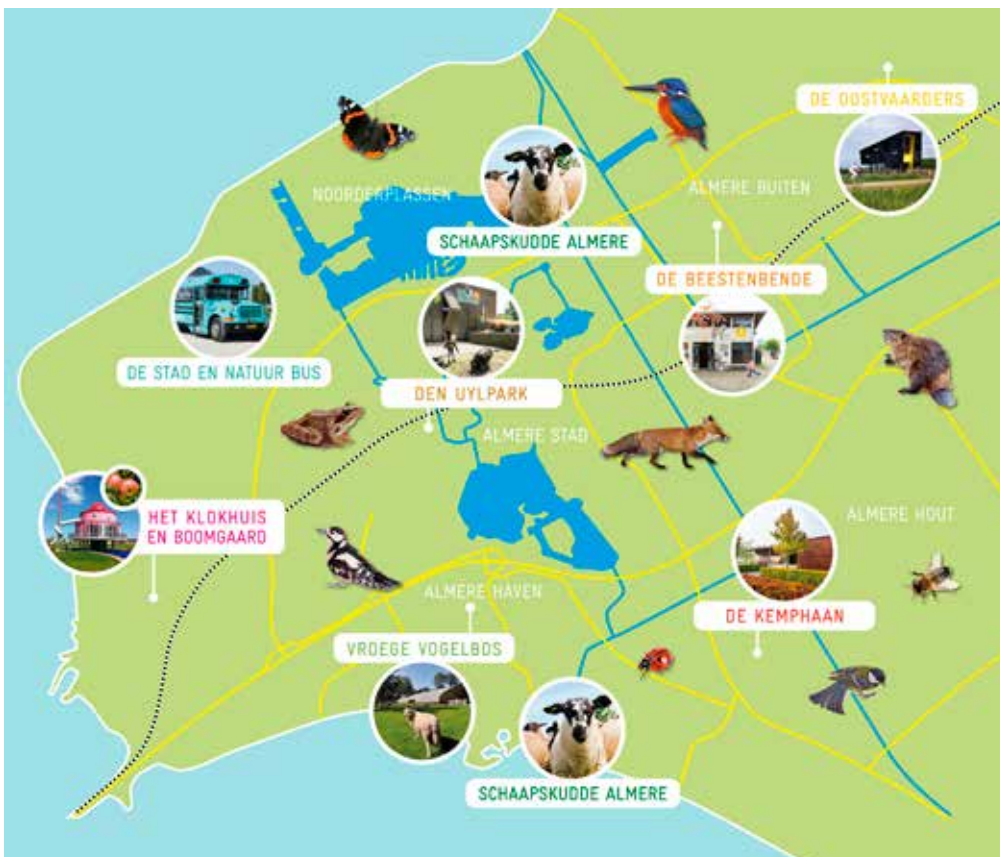 DE OOSTVAARDERS
ALMERE BUITEN
NOORDERPLASSEN
SCHAAPSKUDDE ALMERE
DE BEESTENBENDE
DE STAD EN NATUUR BUS
DEN UYLPARK
ALMERE STAD
HET KLOKHUIS
EN BOOMGAARD
ALMERE HOUT
ALMERE HAVEN
DE KEMPHAAN
VROEGE VOGELBOS
SCHAAPSKUDDE ALMERE